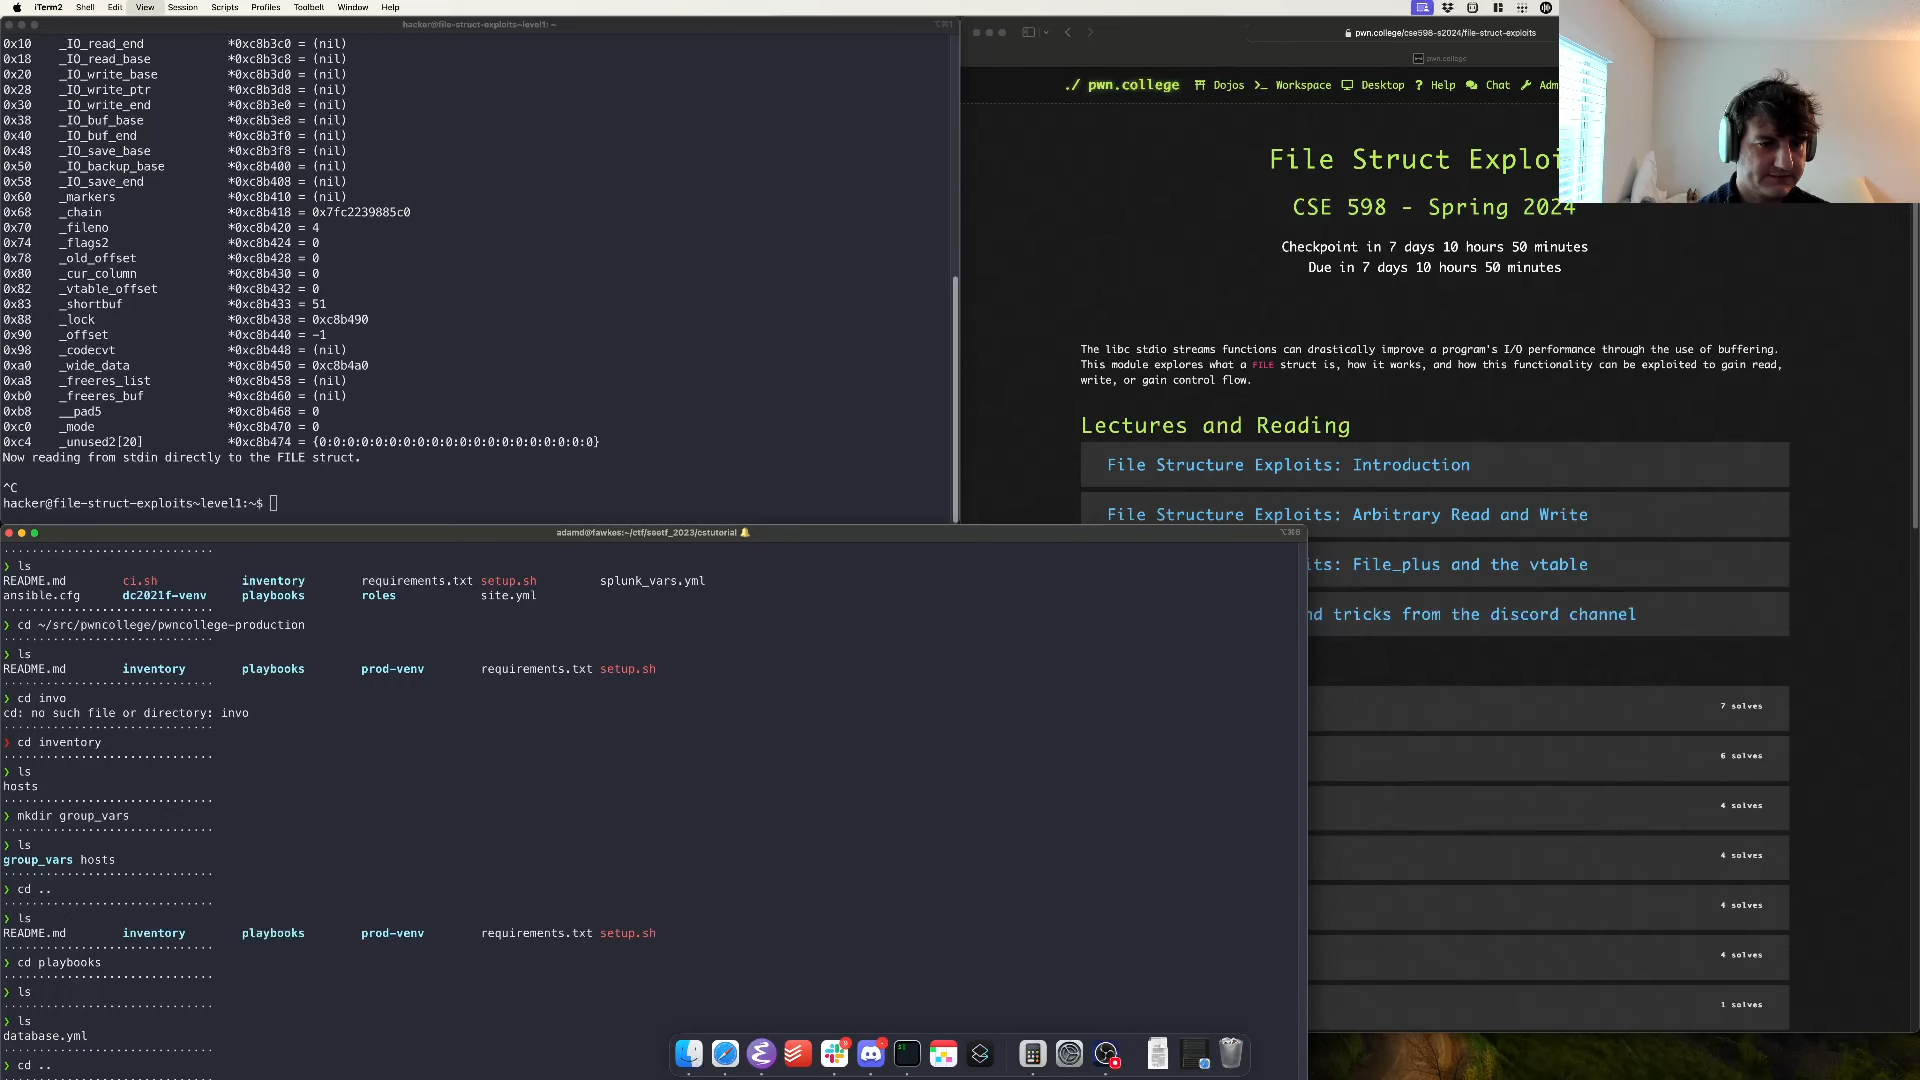 iTerm2 Shell Edit View Session Scripts Profiles Toolbelt Window Help
hacker@file-struct-exploits~level1: ~
0x10 _IO_read_end *0xc8b3c0 = (nil)
0x18 _IO_read_base *0xc8b3c8 = (nil)
0x20 _IO_write_base *0xc8b3d0 = (nil)
0x28 _IO_write_ptr *0xc8b3d8 = (nil)
0x30 _IO_write_end *0xc8b3e0 = (nil)
0x38 _IO_buf_base *0xc8b3e8 = (nil)
0x40 _IO_buf_end *0xc8b3f0 = (nil)
0x48 _IO_save_base *0xc8b3f8 = (nil)
0x50 _IO_backup_base *0xc8b400 = (nil)
0x58 _IO_save_end *0xc8b408 = (nil)
0x60 _markers *0xc8b410 = (nil)
0x68 _chain *0xc8b418 = 0x7fc2239885c0
0x70 _fileno *0xc8b420 = 4
0x74 _flags2 *0xc8b424 = 0
0x78 _old_offset *0xc8b428 = 0
0x80 _cur_column *0xc8b430 = 0
0x82 _vtable_offset *0xc8b432 = 0
0x83 _shortbuf *0xc8b433 = 51
0x88 _lock *0xc8b438 = 0xc8b490
0x90 _offset *0xc8b440 = -1
0x98 _codecvt *0xc8b448 = (nil)
0xa0 _wide_data *0xc8b450 = 0xc8b4a0
0xa8 _freeres_list *0xc8b458 = (nil)
0xb0 _freeres_buf *0xc8b460 = (nil)
0xb8 __pad5 *0xc8b468 = 0
0xc0 _mode *0xc8b470 = 0
0xc4 _unused2[20] *0xc8b474 = {0:0:0:0:0:0:0:0:0:0:0:0:0:0:0:0:0:0:0:0}
Now reading from stdin directly to the FILE struct.
^C
hacker@file-struct-exploits~level1:~$
pwn.college/cse598-s2024/file-struct-exploits
pwn.college
./ pwn.college Dojos >_ Workspace Desktop ? Help Chat Adm
File Struct Exploi
CSE 598 - Spring 2024
Checkpoint in 7 days 10 hours 50 minutes
Due in 7 days 10 hours 50 minutes
The libc stdio streams functions can drastically improve a program's I/O performance through the use of buffering.
This module explores what a FILE struct is, how it works, and how this functionality can be exploited to gain read,
write, or gain control flow.
Lectures and Reading
File Structure Exploits: Introduction
File Structure Exploits: Arbitrary Read and Write
its: File_plus and the vtable
nd tricks from the discord channel
7 solves
6 solves
4 solves
4 solves
4 solves
4 solves
1 solves
adamd@fawkes:~/ctf/seetf_2023/cstutorial
❯ ls
README.md ci.sh inventory requirements.txt setup.sh splunk_vars.yml
ansible.cfg dc2021f-venv playbooks roles site.yml
❯ cd ~/src/pwncollege/pwncollege-production
❯ ls
README.md inventory playbooks prod-venv requirements.txt setup.sh
❯ cd invo
cd: no such file or directory: invo
❯ cd inventory
❯ ls
hosts
❯ mkdir group_vars
❯ ls
group_vars hosts
❯ cd ..
❯ ls
README.md inventory playbooks prod-venv requirements.txt setup.sh
❯ cd playbooks
❯ ls
❯ ls
database.yml
❯ cd ..